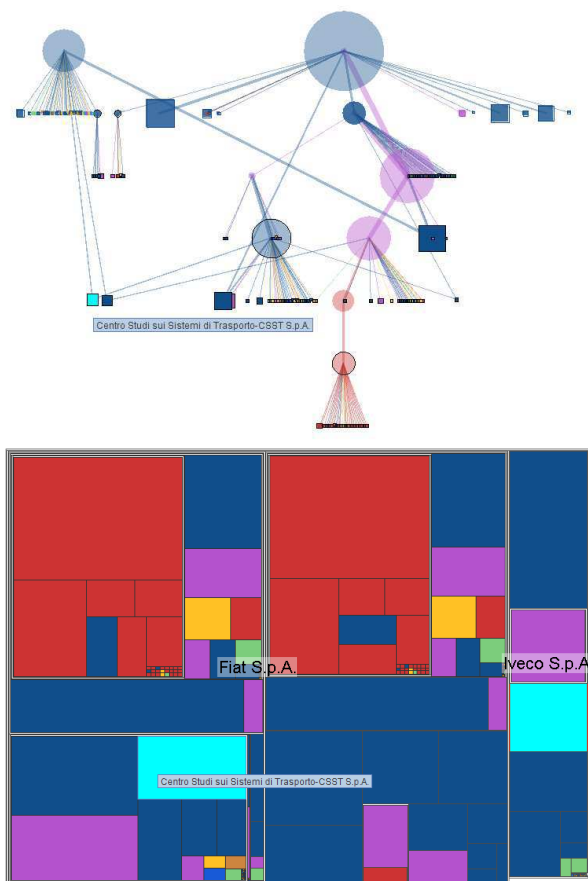 Centro Studi sui Sistemi di Trasporto-CSST S.p.A.
Fiat S.p.A.
Iveco S.p.A
Centro Studi sui Sistemi di Trasporto-CSST S.p.A.